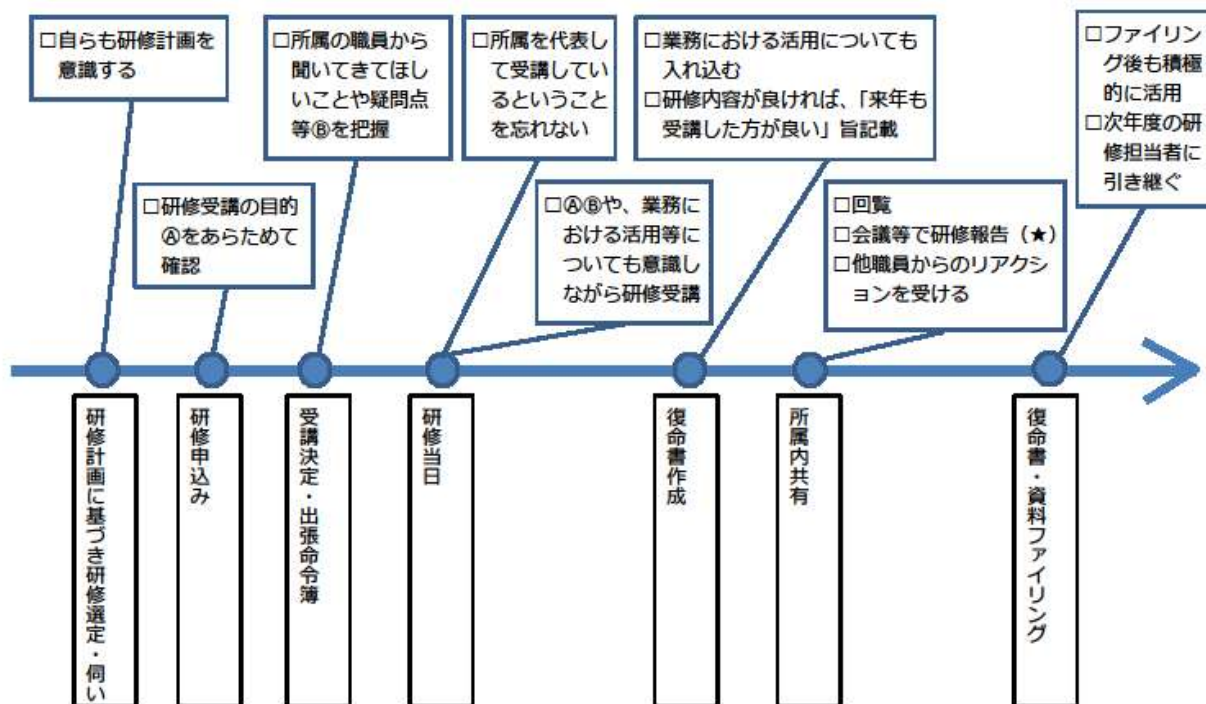 □自らも研修計画を
意識する
□所属の職員から
聞いてきてほし
いことや疑問点
等Ⓑを把握
□所属を代表し
て受講してい
るということ
を忘れない
□業務における活用についても
入れ込む
□研修内容が良ければ、「来年も
受講した方が良い」旨記載
□ファイリン
グ後も積極
的に活用
□次年度の研
修担当者に
引き継ぐ
□研修受講の目的
Ⓐをあらためて
確認
□ⒶⒷや、業務に
おける活用等に
ついても意識し
ながら研修受講
□回覧
□会議等で研修報告（★）
□他職員からのリアクシ
ョンを受ける
研修計画に基づき研修選定・伺い
研修申込み
受講決定・出張命令簿
研修当日
復命書作成
所属内共有
復命書・資料ファイリング